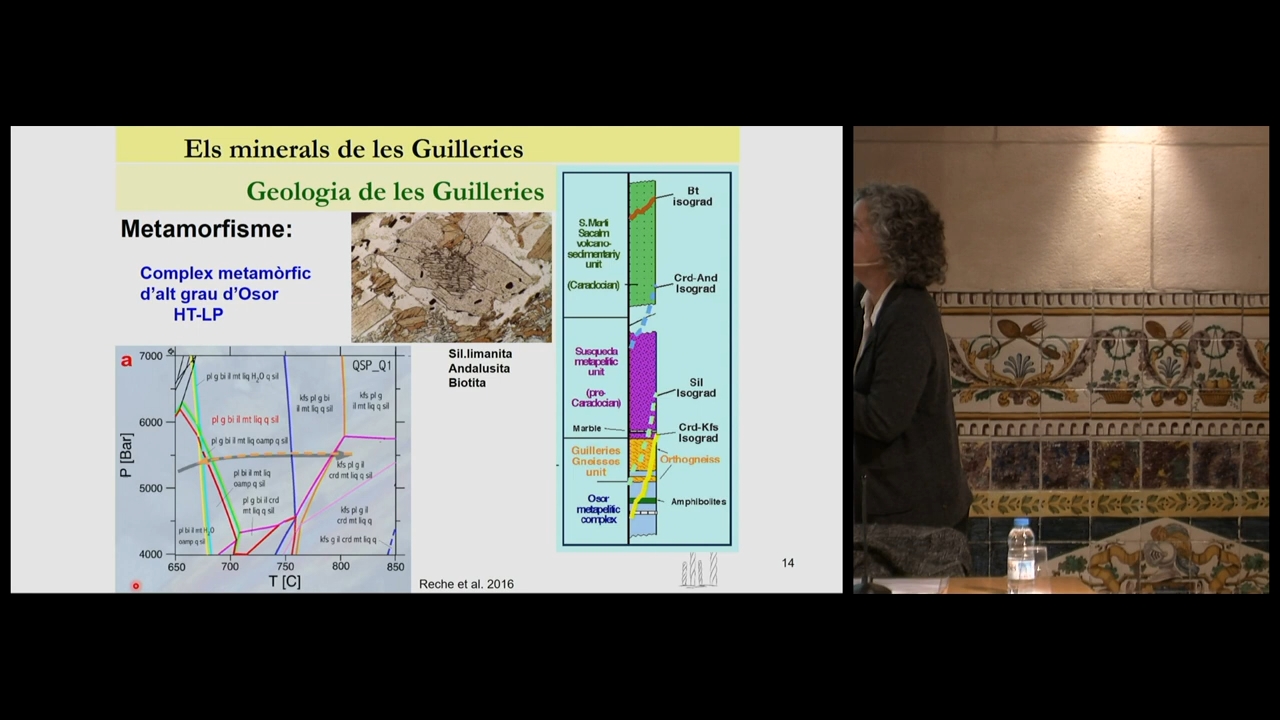 Els minerals de les Guilleries
Geologia de les Guilleries
Metamorfisme:
Complex metamòrfic
d'alt grau d'Osor
HT-LP
Sil.limanita
Andalusita
Biotita
a
QSP_Q1
7000
6000
5000
4000
P [Bar]
650
700
750
800
850
T [C]
pl g bi il mt liq H2O q sil
pl g bi il mt liq q sil
pl g bi il mt liq oamp q sil
pl bi il mt liq
oamp q sil
pl g bi il crd
mt liq q sil
pl bi il mt H2O
oamp q sil
kfs pl g bi
il mt liq q sil
kfs pl g
il mt liq q sil
kfs pl g il
crd mt liq q sil
kfs pl g il
crd mt liq q
kfs g il crd mt liq q
Reche et al. 2016
S. Martí
Sacalm
volcano-
sedimentariy
unit
(Caradocian)
Susqueda
metapelitic
unit
(pre-
Caradocian)
Marble
Guilleries
Gneisses
unit
Osor
metapelitic
complex
Bt
isograd
Crd-And
Isograd
Sil
Isograd
Crd-Kfs
Isograd
Orthogneiss
Amphibolites
14